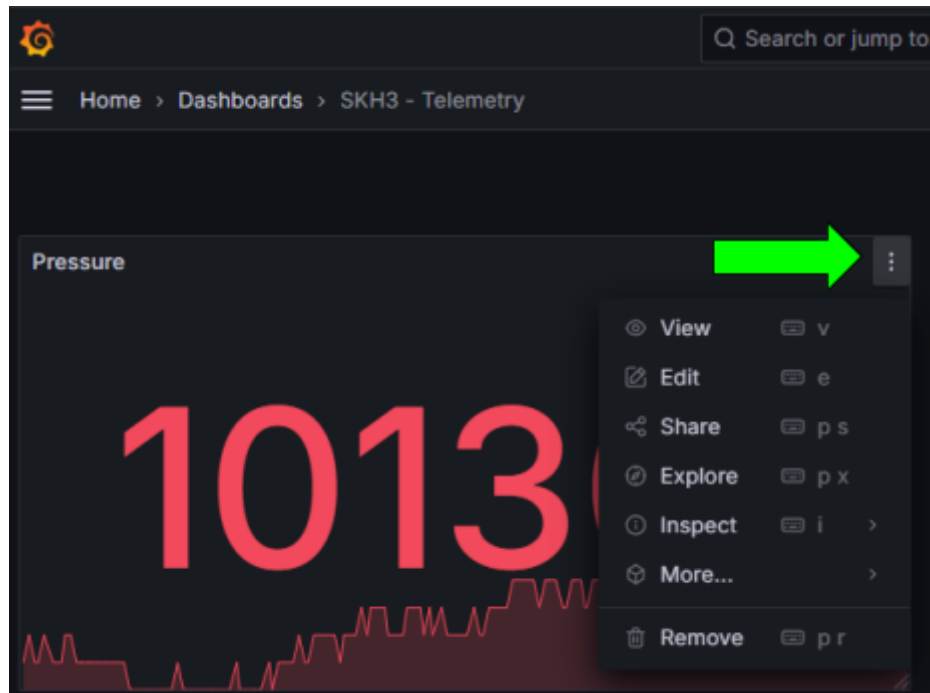 Search or jump to
Home > Dashboards > SKH3 - Telemetry
Pressure
View v
Edit e
Share p s
Explore p x
Inspect i >
More... >
Remove p r
1013